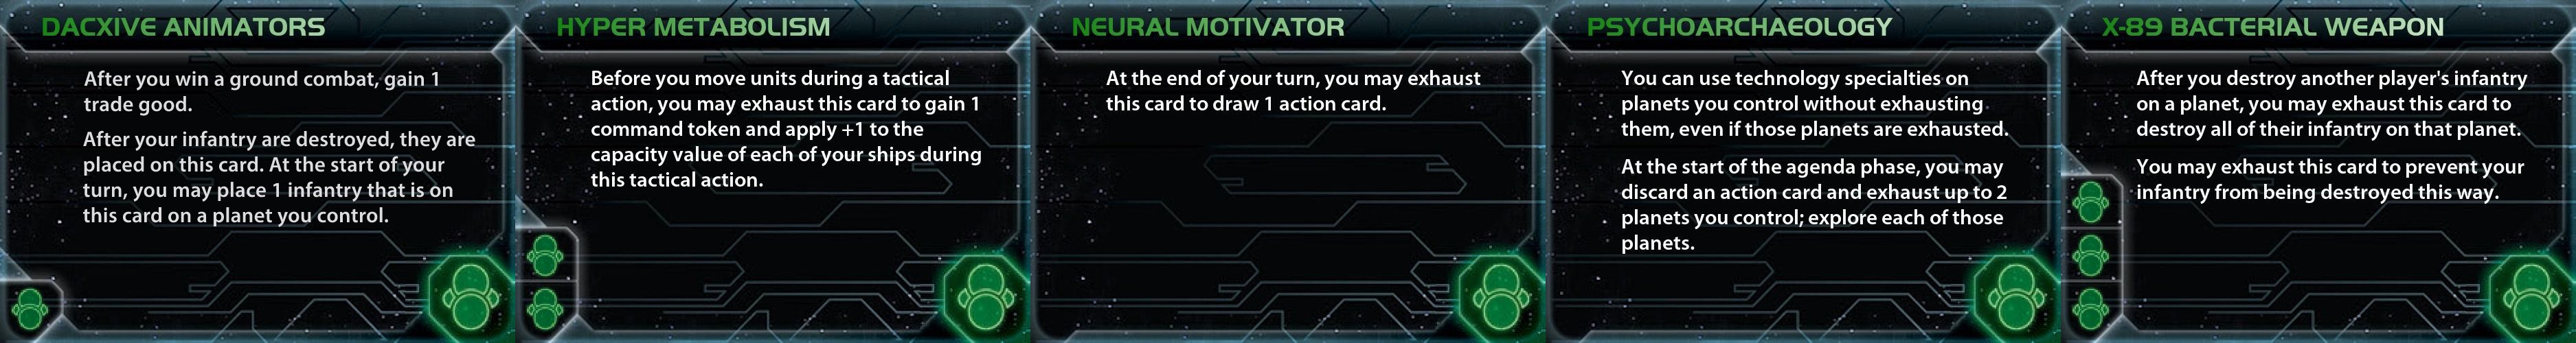 DACXIVE ANIMATORS
After you win a ground combat, gain 1
trade good.
After your infantry are destroyed, they are
placed on this card. At the start of your
turn, you may place 1 infantry that is on
this card on a planet you control.
HYPER METABOLISM
Before you move units during a tactical
action, you may exhaust this card to gain 1
command token and apply +1 to the
capacity value of each of your ships during
this tactical action.
NEURAL MOTIVATOR
At the end of your turn, you may exhaust
this card to draw 1 action card.
PSYCHOARCHAEOLOGY
You can use technology specialties on
planets you control without exhausting
them, even if those planets are exhausted.
At the start of the agenda phase, you may
discard an action card and exhaust up to 2
planets you control; explore each of those
planets.
X-89 BACTERIAL WEAPON
After you destroy another player's infantry
on a planet, you may exhaust this card to
destroy all of their infantry on that planet.
You may exhaust this card to prevent your
infantry from being destroyed this way.